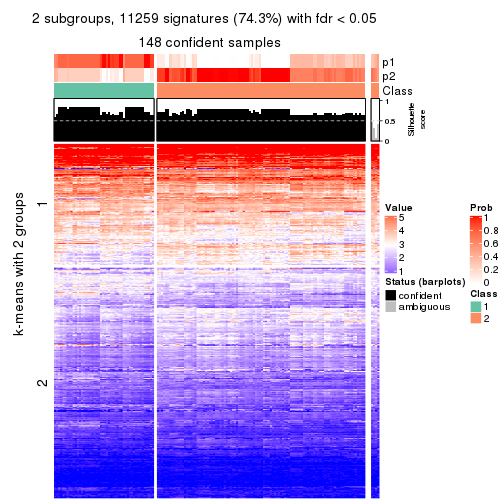 2 subgroups, 11259 signatures (74.3%) with fdr < 0.05
148 confident samples
p1
p2
Class
1
0.5
0
Silhouette
score
k-means with 2 groups
1
2
Value
5
4
3
2
1
Status (barplots)
confident
ambiguous
Prob
1
0.8
0.6
0.4
0.2
0
Class
1
2